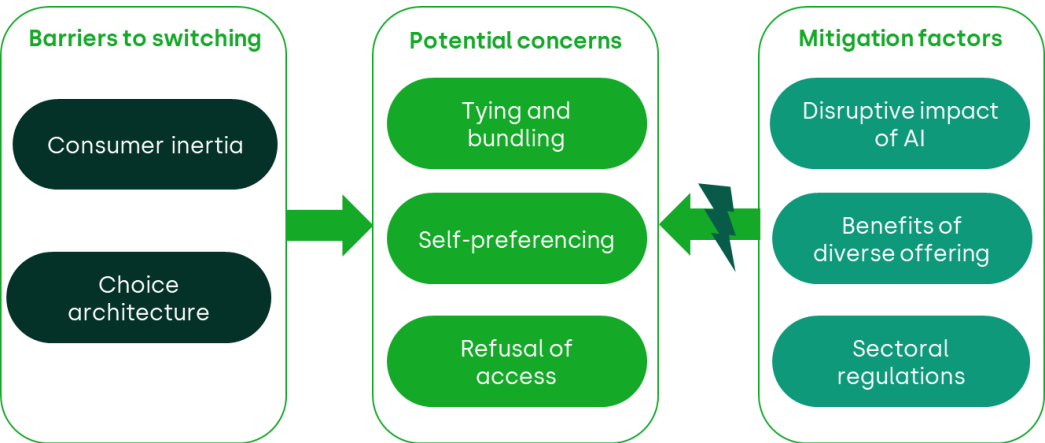 Barriers to switching
Consumer inertia
Choice
architecture
Potential concerns
Tying and
bundling
Self-preferencing
Refusal of
access
Mitigation factors
Disruptive impact
of AI
Benefits of
diverse offering
Sectoral
regulations